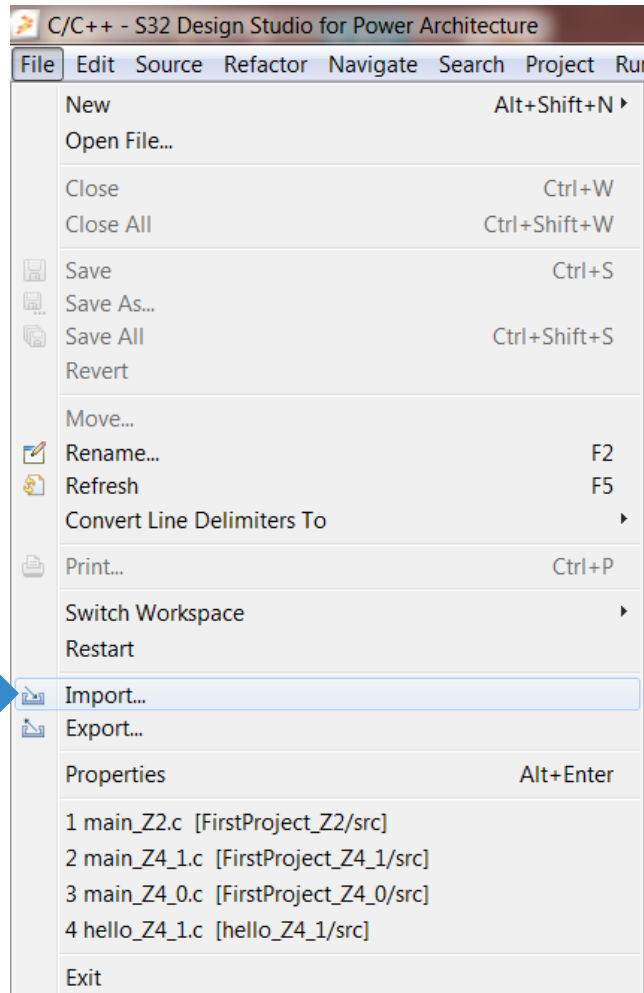 C/C++ - S32 Design Studio for Power Architecture
File Edit Source Refactor Navigate Search Project
New Alt+Shift+N
Open File...
Close Ctrl+W
Close All Ctrl+Shift+W
Save Ctrl+S
Save As...
Save All Ctrl+Shift+S
Revert
Move...
Rename... F2
Refresh F5
Convert Line Delimiters To
Print... Ctrl+P
Switch Workspace
Restart
Import...
Export...
Properties Alt+Enter
1 main_Z2.c [FirstProject_Z2/src]
2 main_Z4_1.c [FirstProject_Z4_1/src]
3 main_Z4_0.c [FirstProject_Z4_0/src]
4 hello_Z4_1.c [hello_Z4_1/src]
Exit